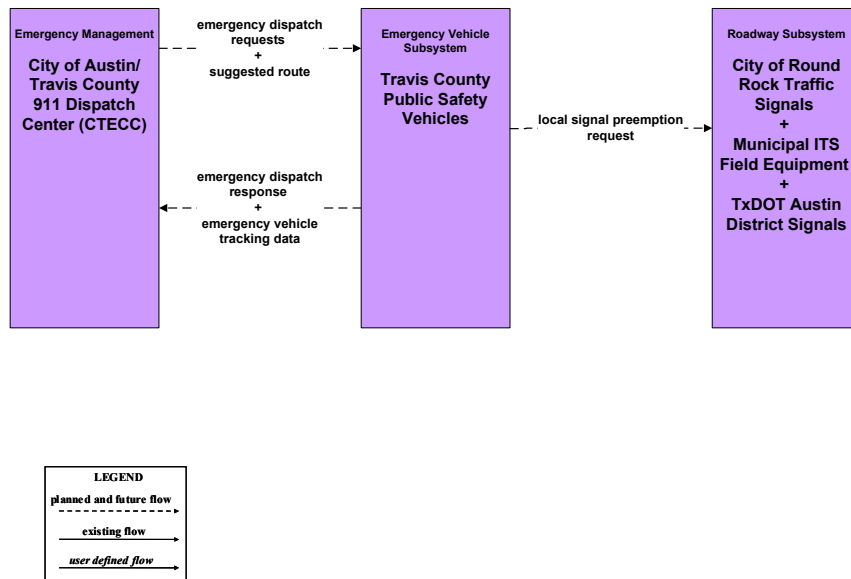 Emergency Management
City of Austin/
Travis County
911 Dispatch
Center (CTECC)
emergency dispatch
requests
+
suggested route
emergency dispatch
response
+
emergency vehicle
tracking data
Emergency Vehicle
Subsystem
Travis County
Public Safety
Vehicles
local signal preemption
request
Roadway Subsystem
City of Round
Rock Traffic
Signals
+
Municipal ITS
Field Equipment
+
TxDOT Austin
District Signals
LEGEND
planned and future flow
existing flow
user defined flow